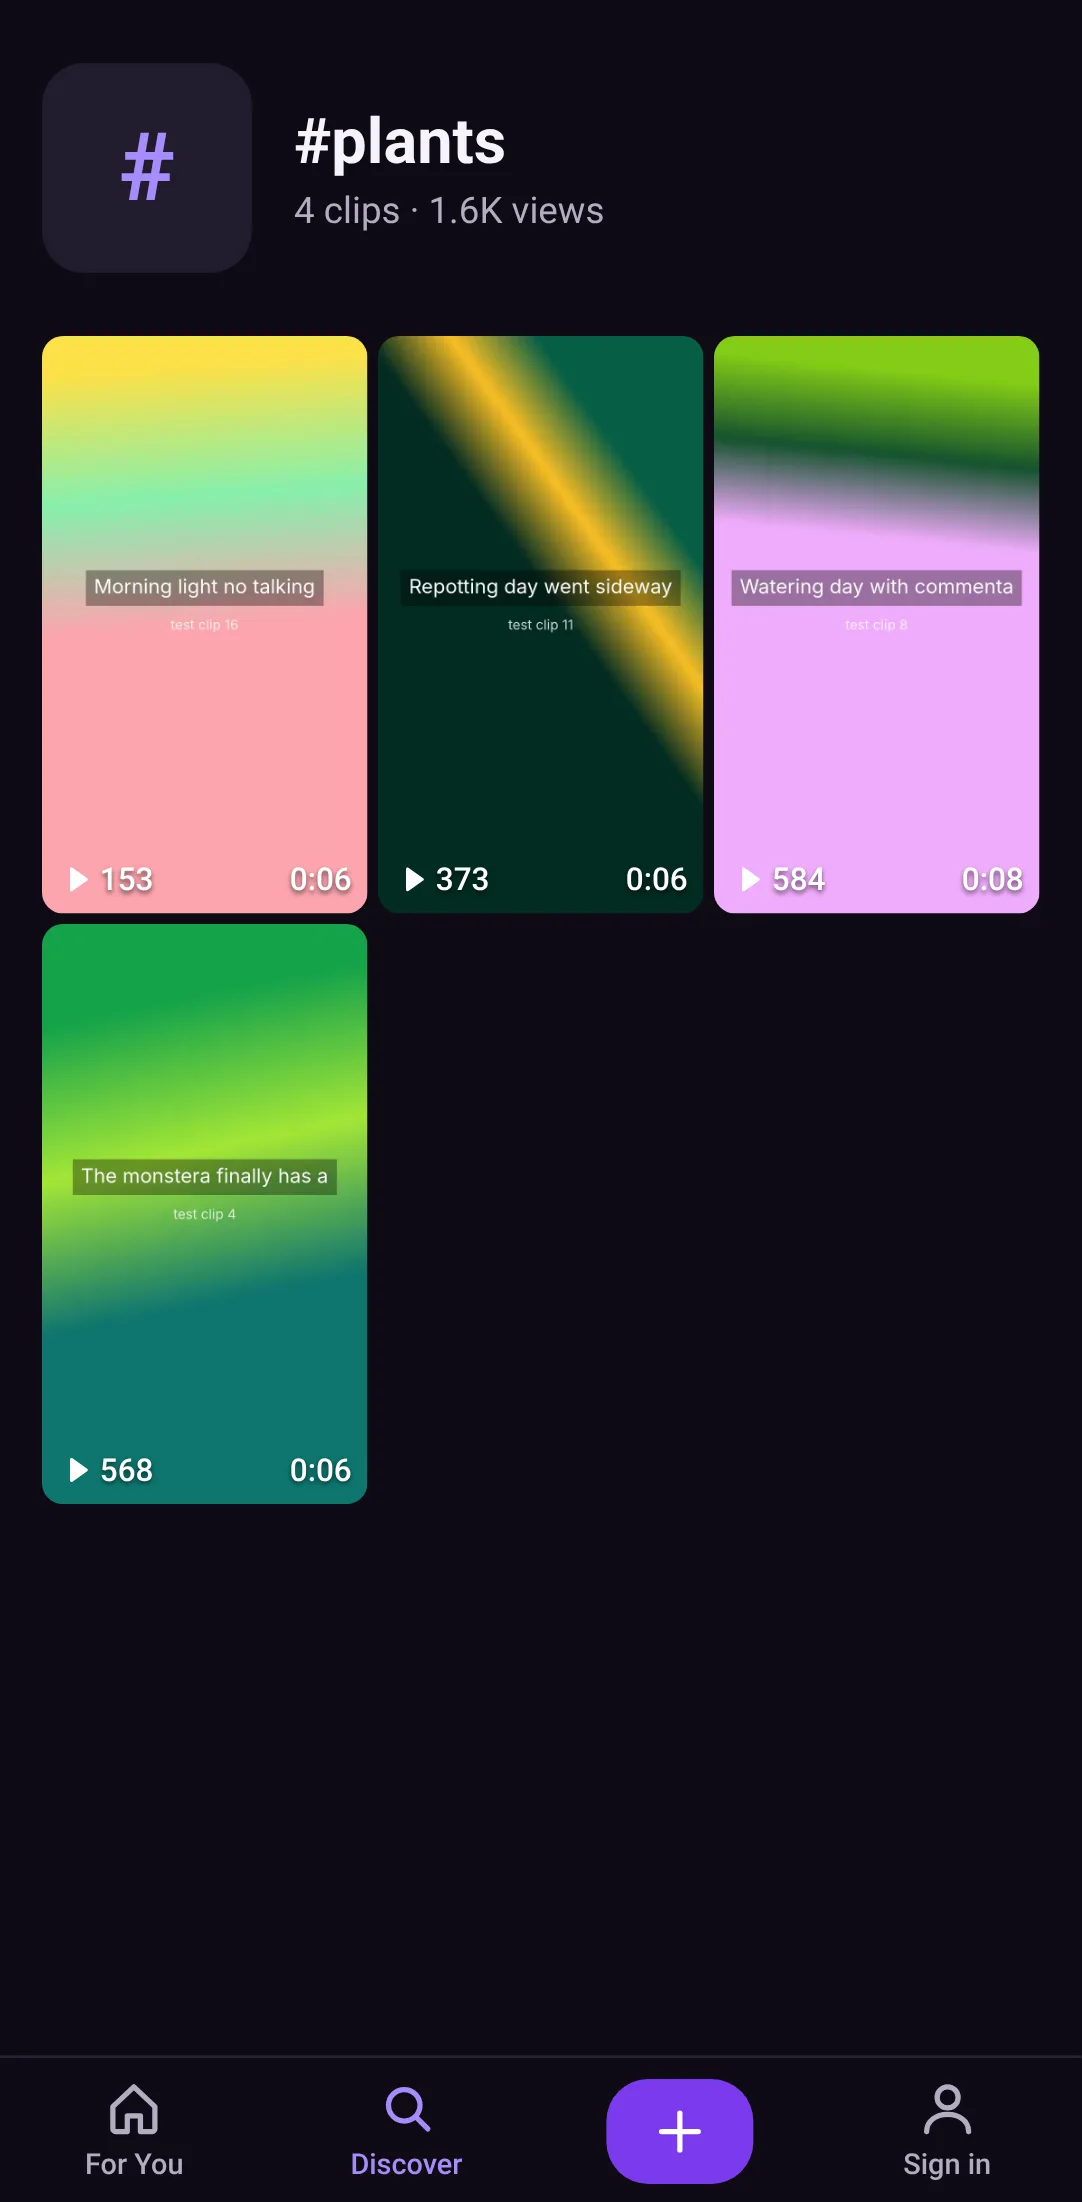 #
#plants
4 clips · 1.6K views
Morning light no talking
test clip 16
153 0:06
Repotting day went sideway
test clip 11
373 0:06
Watering day with commenta
test clip 8
584 0:08
The monstera finally has a
test clip 4
568 0:06
For You
Discover
Sign in